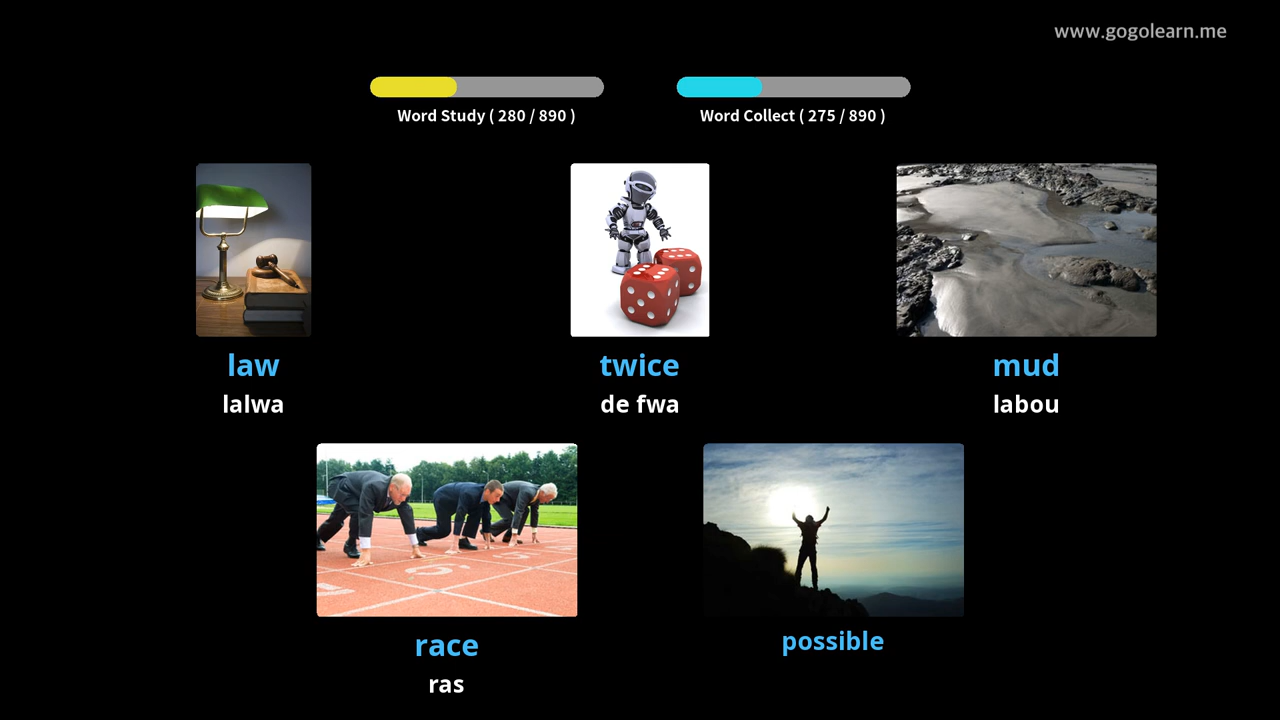 www.gogolearn.me
Word Study ( 280 / 890 )
Word Collect ( 275 / 890 )
law
lalwa
twice
de fwa
mud
labou
race
ras
possible